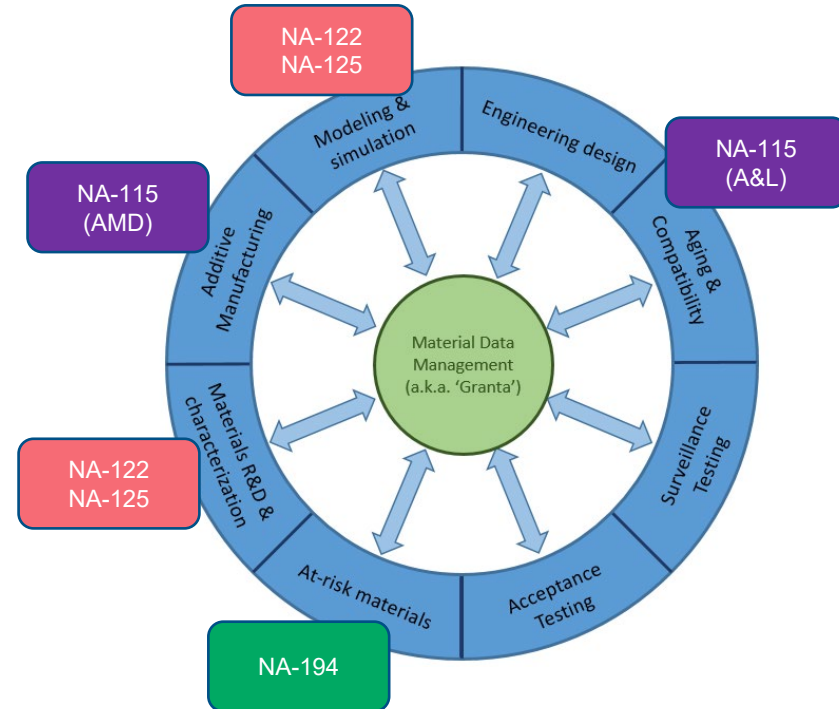 NA-122
NA-125
Modeling &
simulation
Engineering design
NA-115
(A&L)
NA-115
(AMD)
Additive
Manufacturing
Aging &
Compatibility
Material Data
Management
(a.k.a. 'Granta')
Materials R&D &
characterization
NA-122
NA-125
Surveillance
Testing
At-risk materials
Acceptance
Testing
NA-194